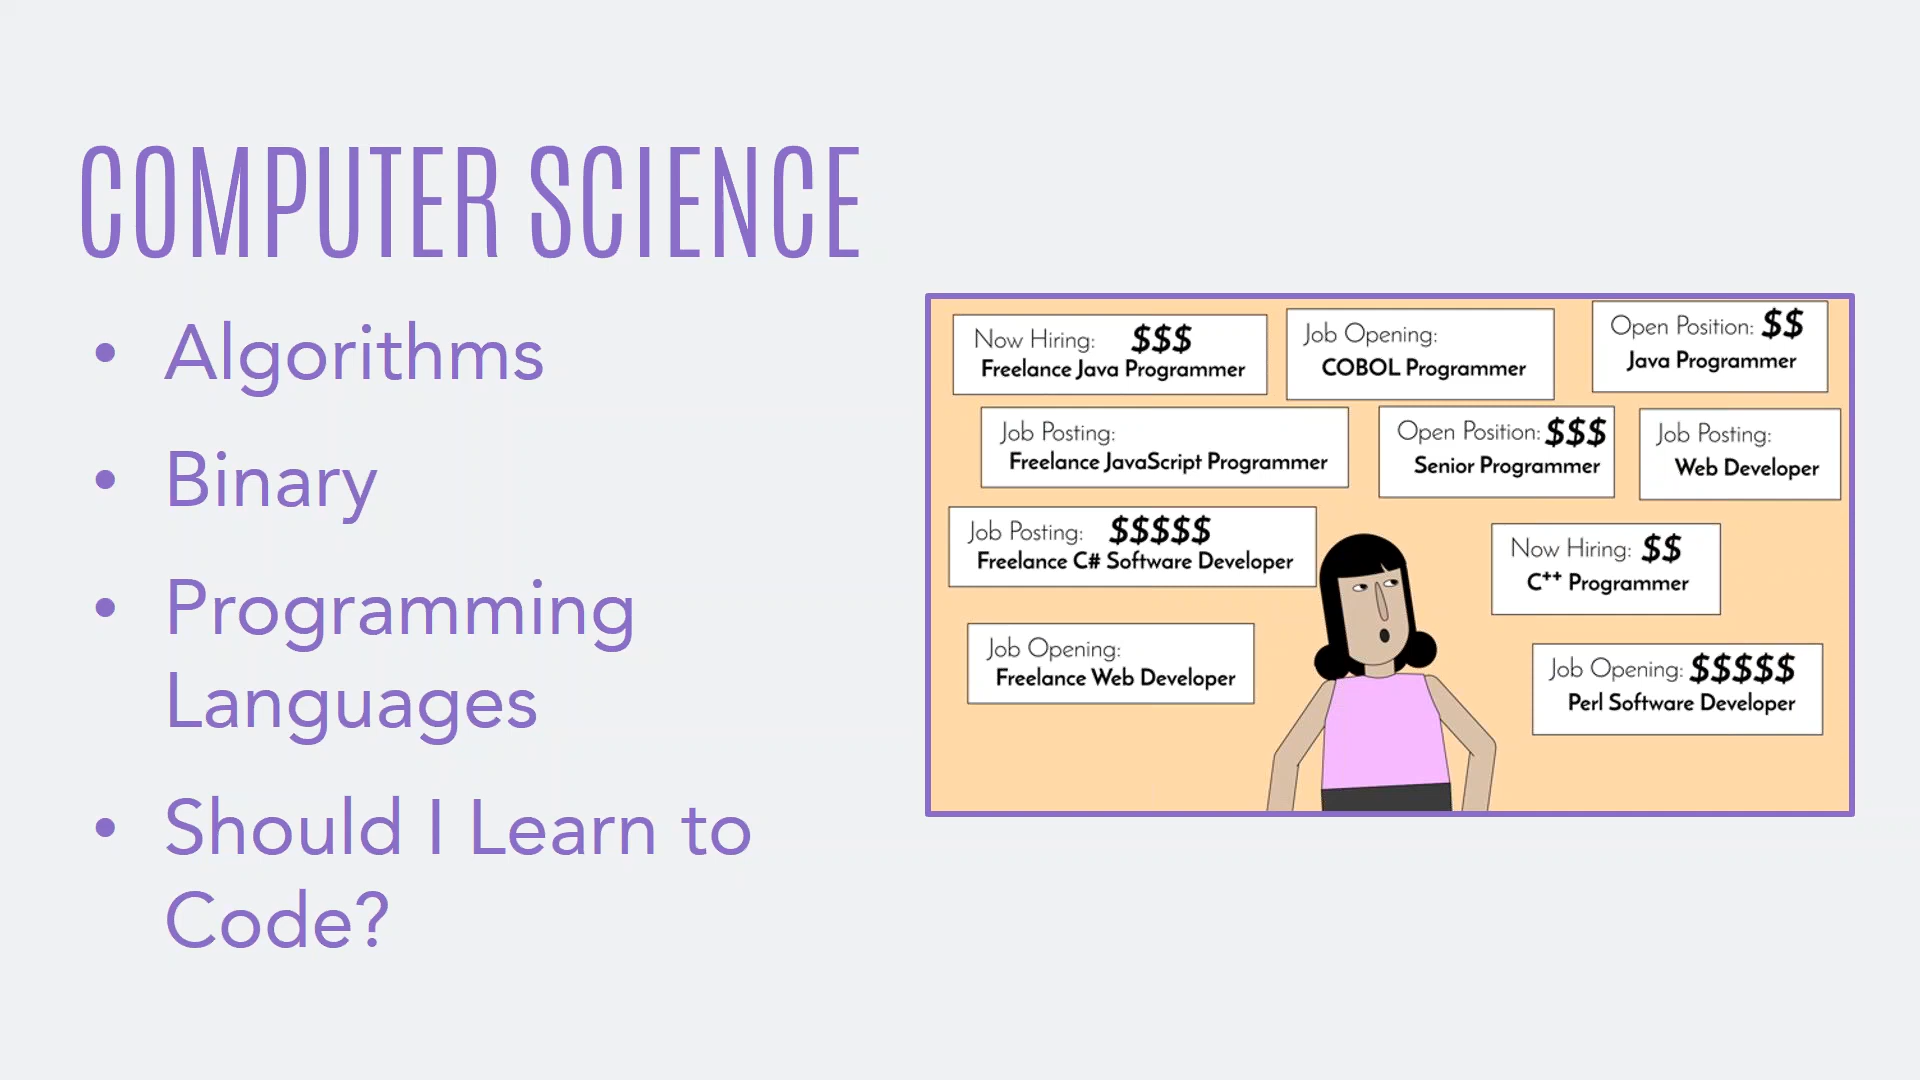 COMPUTER SCIENCE
• Algorithms
• Binary
• Programming
Languages
• Should I Learn to
Code?
Now Hiring: $$$
Freelance Java Programmer
Job Opening:
COBOL Programmer
Open Position: $$
Java Programmer
Job Posting:
Freelance JavaScript Programmer
Open Position: $$$
Senior Programmer
Job Posting:
Web Developer
Job Posting: $$$$$
Freelance C# Software Developer
Now Hiring: $$
C++ Programmer
Job Opening:
Freelance Web Developer
Job Opening: $$$$$
Perl Software Developer